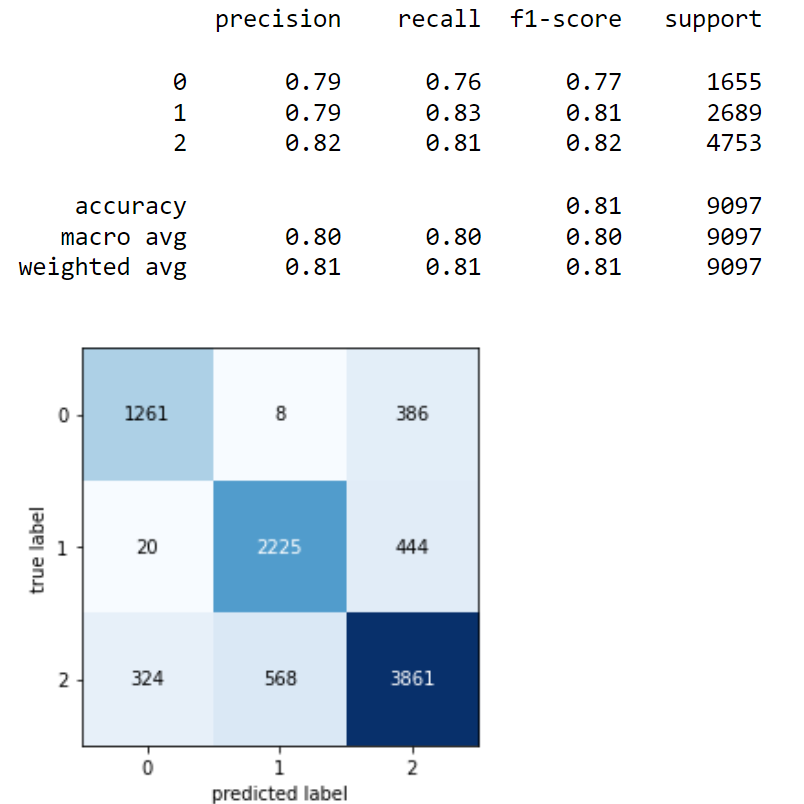 precision recall f1-score support
0 0.79 0.76 0.77 1655
1 0.79 0.83 0.81 2689
2 0.82 0.81 0.82 4753
accuracy 0.81 9097
macro avg 0.80 0.80 0.80 9097
weighted avg 0.81 0.81 0.81 9097
0 1261 8 386
true label
1 20 2225 444
2 324 568 3861
0 1 2
predicted label